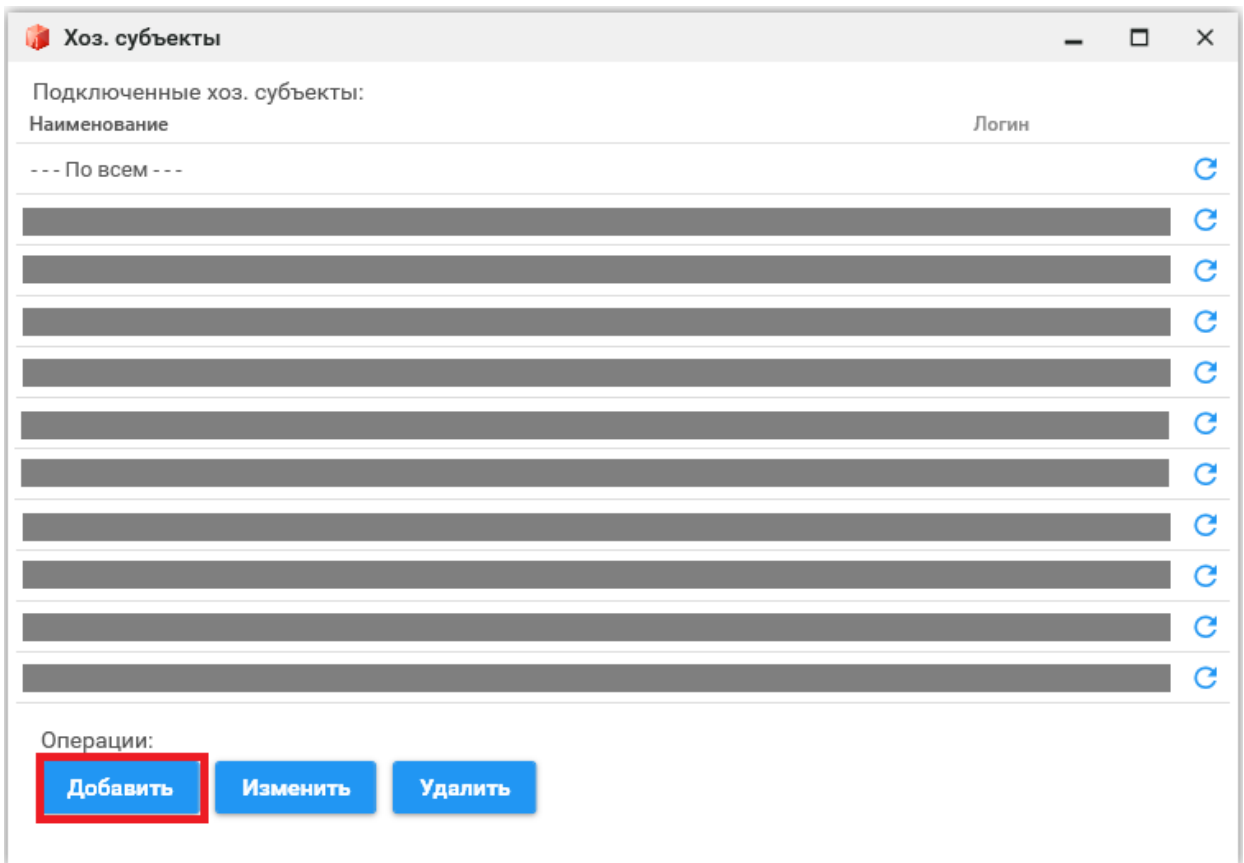 Хоз. субъекты
Подключенные хоз. субъекты:
Наименование Логин
--- По всем ---
Операции:
Добавить Изменить Удалить